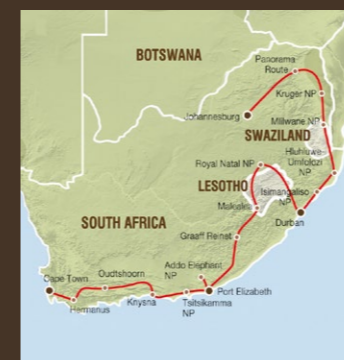 BOTSWANA
Panorama
Route
Kruger NP
Johannesburg
Mlilwane NP
SWAZILAND
Hluhluwe
Umfolozi
NP
Royal Natal NP
LESOTHO
Isimangaliso
NP
Malealea
Durban
SOUTH AFRICA
Graaff Reinet
Addo Elephant
NP
Oudtshoorn
Cape Town
Port Elizabeth
Hermanus
Knysna
Tsitsikamma
NP